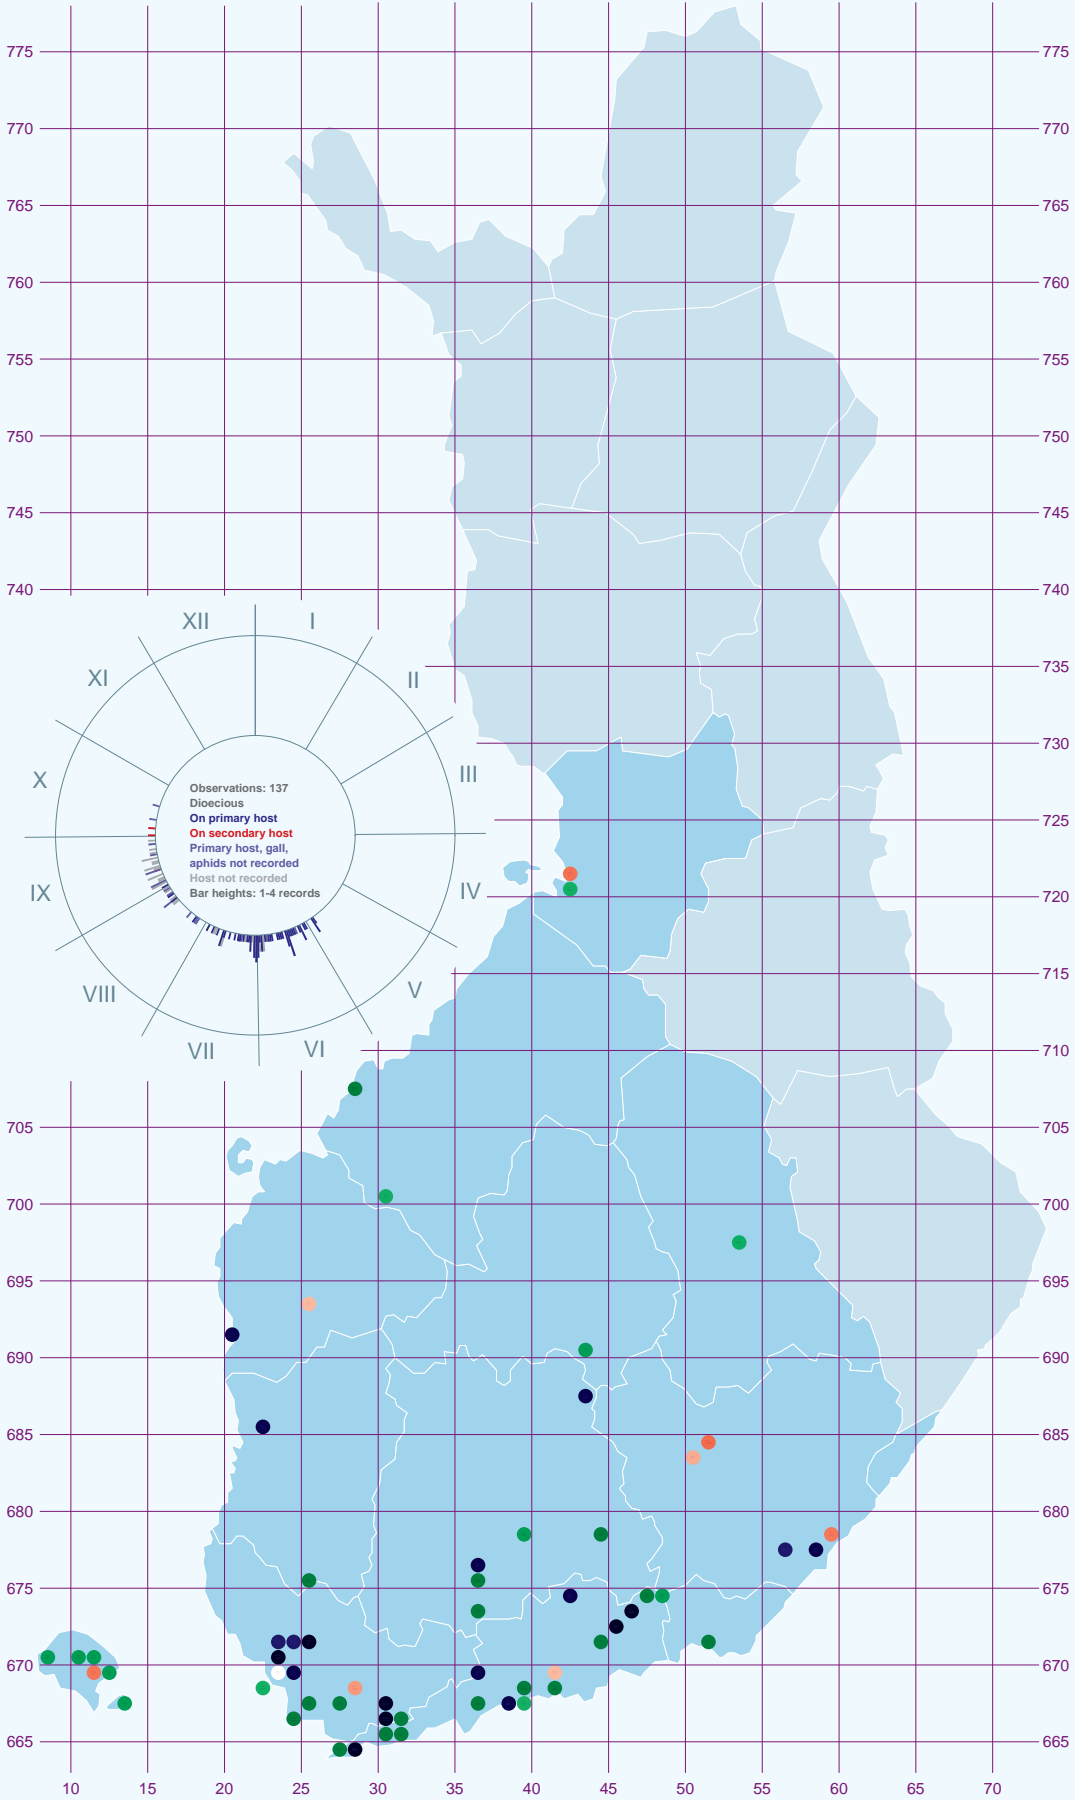 775 775
770 770
765 765
760 760
755 755
750 750
745 745
740 740
XII I
XI II
735
730
X III
Observations: 137
Dioecious
On primary host
On secondary host
Primary host, gall,
aphids not recorded
Host not recorded
Bar heights: 1-4 records
725
IX IV
720
VIII V
715
VII VI
710
705 705
700 700
695 695
690 690
685 685
680 680
675 675
670 670
665 665
10 15 20 25 30 35 40 45 50 55 60 65 70